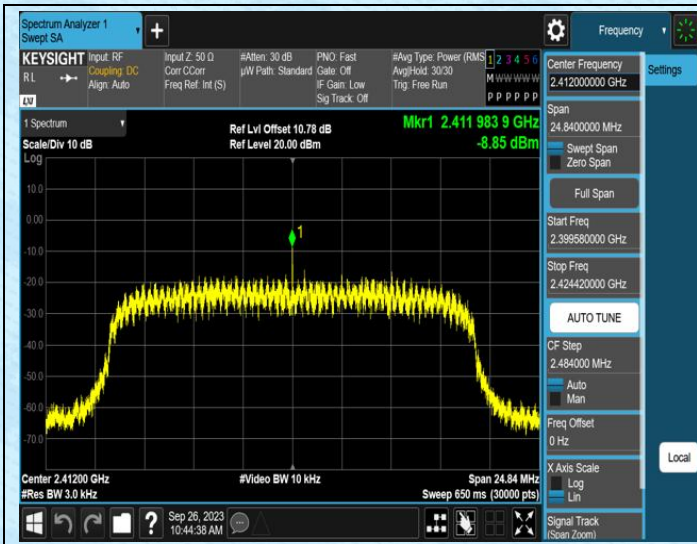 Spectrum Analyzer 1
Swept SA
Frequency
KEYSIGHT
RL
LXI
Input: RF
Coupling: DC
Align: Auto
Input Z: 50 Ω
Corr CCorr
Freq Ref: Int (S)
#Atten: 30 dB
µW Path: Standard
PNO: Fast
Gate: Off
IF Gain: Low
Sig Track: Off
#Avg Type: Power (RMS
Avg|Hold: 30/30
Trig: Free Run
1 2 3 4 5 6
M W W W W W
P P P P P P
1 Spectrum
Scale/Div 10 dB
Ref Lvl Offset 10.78 dB
Ref Level 20.00 dBm
Mkr1 2.411 983 9 GHz
-8.85 dBm
Log
10.0
0.00
-10.0
-20.0
-30.0
-40.0
-50.0
-60.0
-70.0
1
Center 2.41200 GHz
#Res BW 3.0 kHz
#Video BW 10 kHz
Span 24.84 MHz
Sweep 650 ms (30000 pts)
Sep 26, 2023
10:44:38 AM
Center Frequency
2.412000000 GHz
Span
24.8400000 MHz
Swept Span
Zero Span
Full Span
Start Freq
2.399580000 GHz
Stop Freq
2.424420000 GHz
AUTO TUNE
CF Step
2.484000 MHz
Auto
Man
Freq Offset
0 Hz
X Axis Scale
Log
Lin
Signal Track
(Span Zoom)
Settings
Local